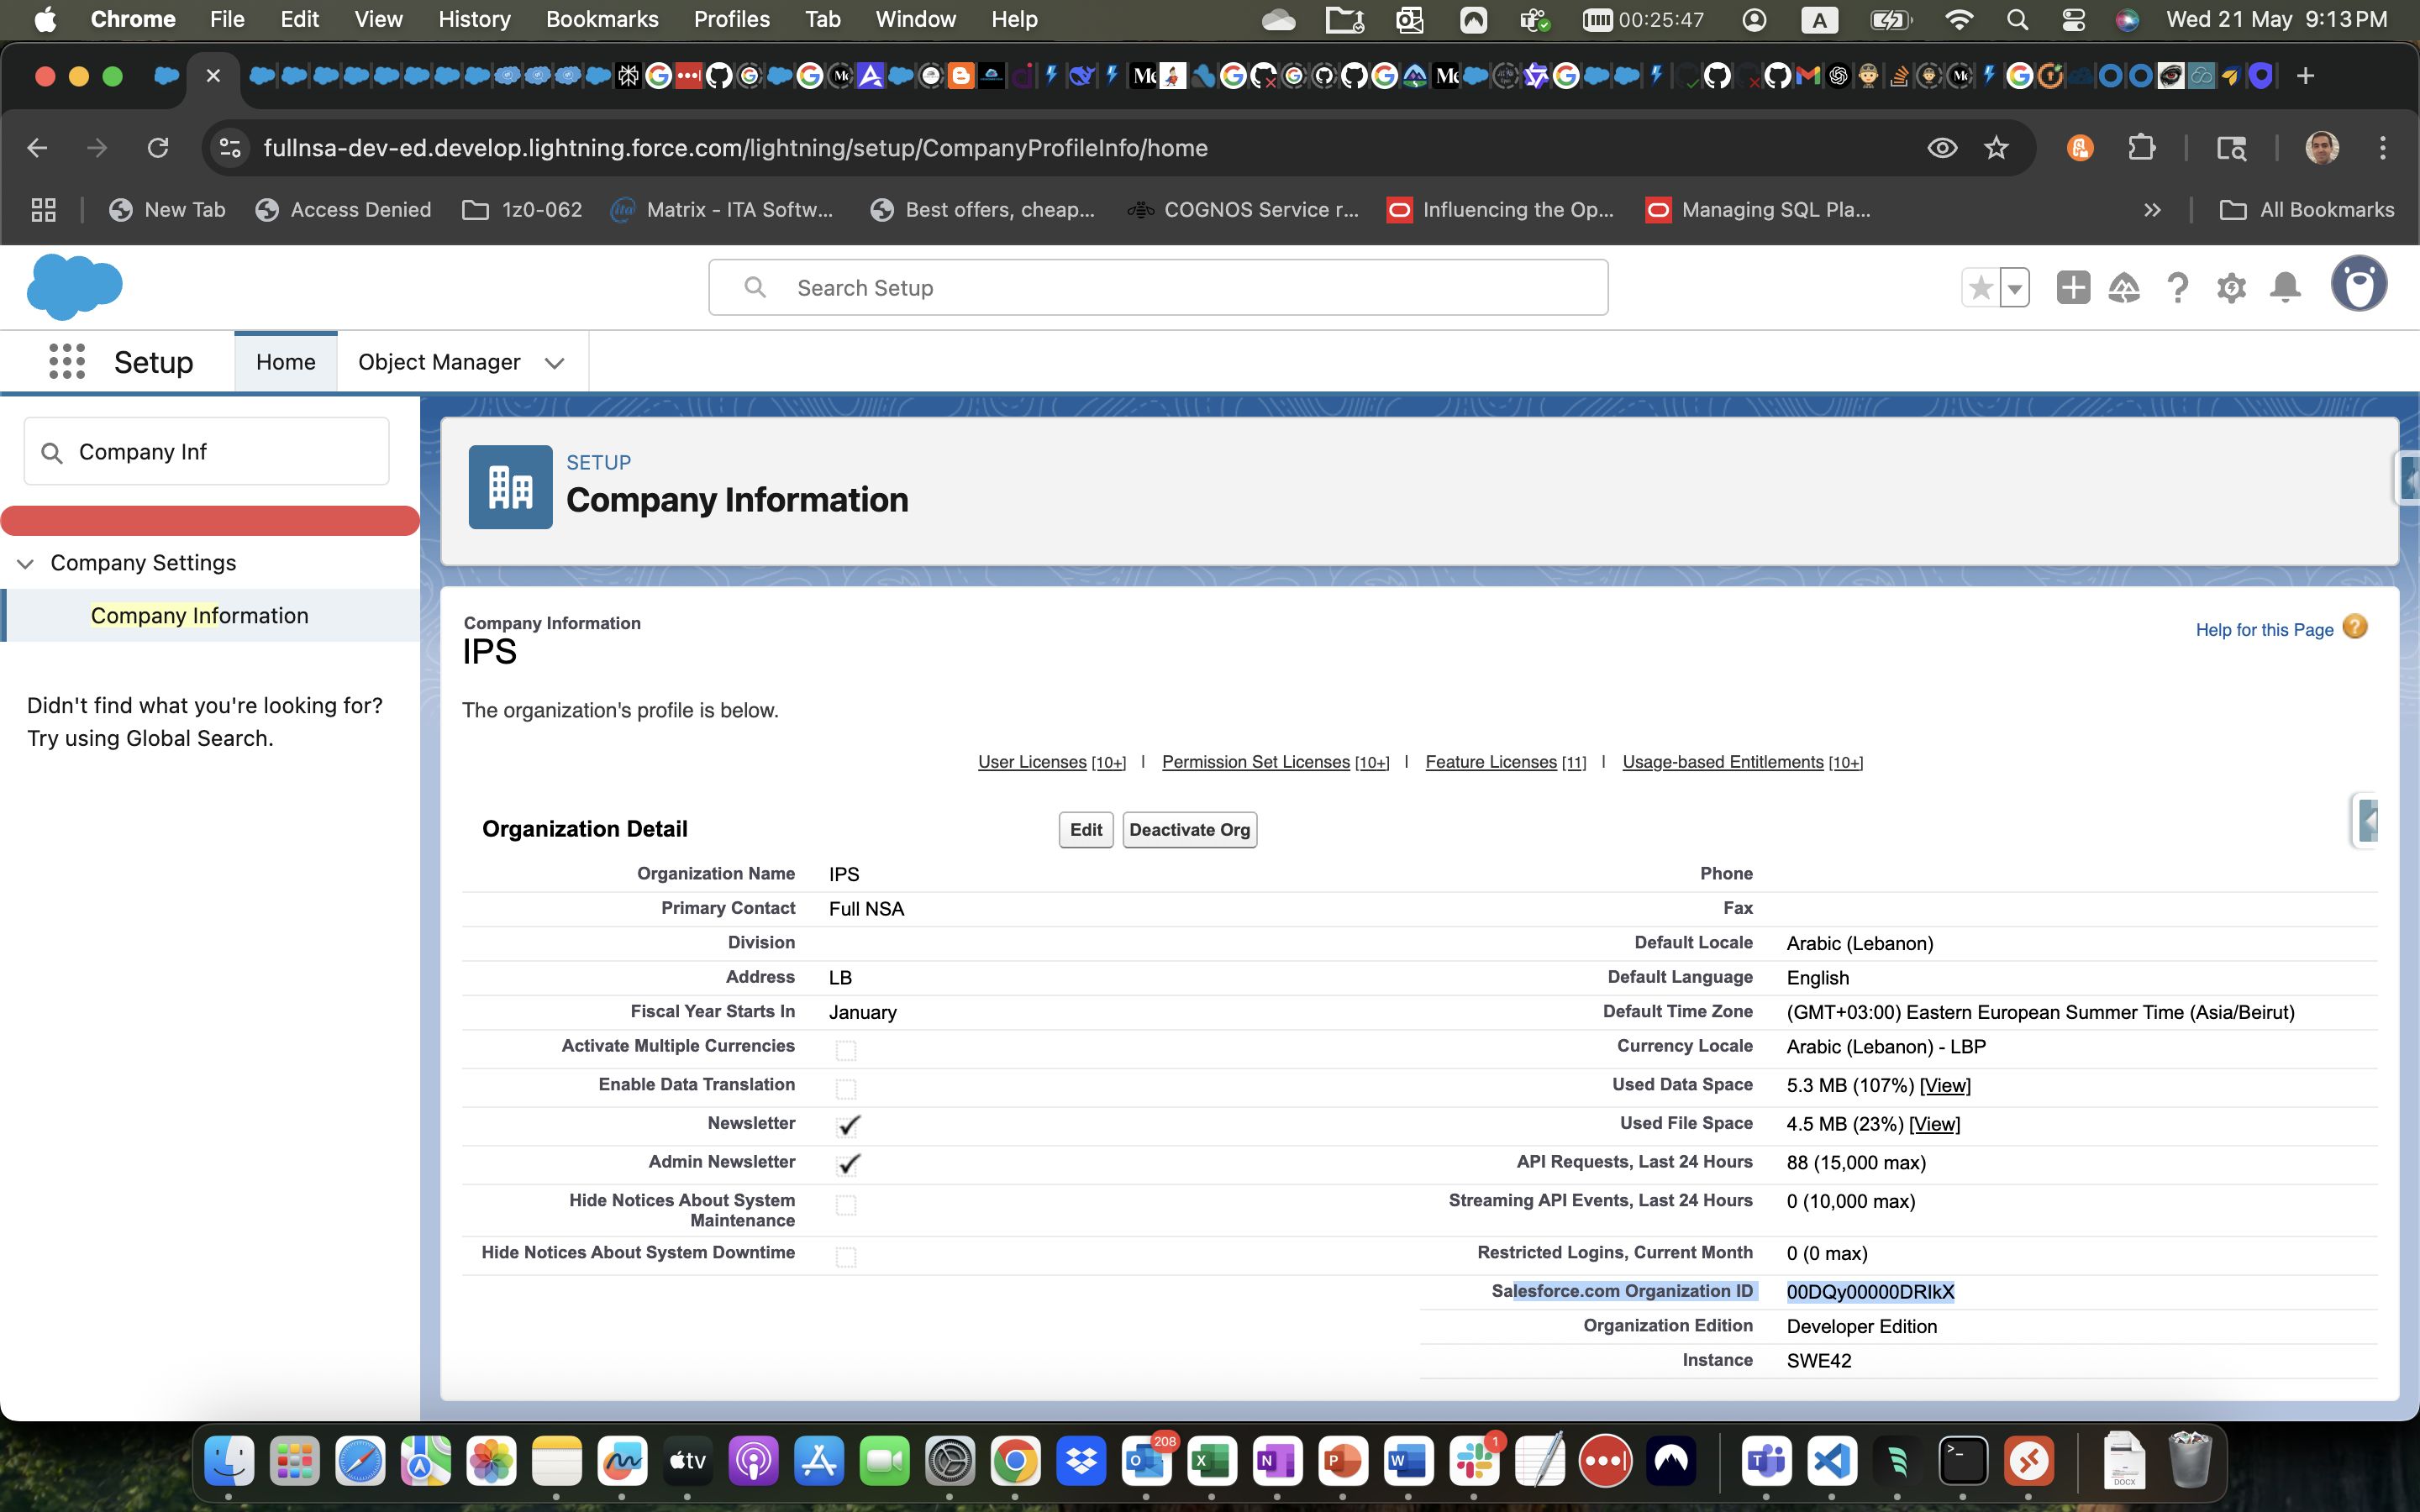 Chrome File Edit View History Bookmarks Profiles Tab Window Help 00:25:47 A Wed 21 May 9:13 PM
fullnsa-dev-ed.develop.lightning.force.com/lightning/setup/CompanyProfileInfo/home
New Tab Access Denied 1z0-062 Matrix - ITA Softw... Best offers, cheap... COGNOS Service r... Influencing the Op... Managing SQL Pla... All Bookmarks
Search Setup
Setup Home Object Manager
Company Inf
SETUP
Company Information
Company Settings
Company Information
Didn't find what you're looking for?
Try using Global Search.
Company Information
IPS
Help for this Page
The organization's profile is below.
User Licenses [10+] | Permission Set Licenses [10+] | Feature Licenses [11] | Usage-based Entitlements [10+]
Organization Detail Edit Deactivate Org
Organization Name IPS Phone
Primary Contact Full NSA Fax
Division Default Locale Arabic (Lebanon)
Address LB Default Language English
Fiscal Year Starts In January Default Time Zone (GMT+03:00) Eastern European Summer Time (Asia/Beirut)
Activate Multiple Currencies Currency Locale Arabic (Lebanon) - LBP
Enable Data Translation Used Data Space 5.3 MB (107%) [View]
Newsletter Used File Space 4.5 MB (23%) [View]
Admin Newsletter API Requests, Last 24 Hours 88 (15,000 max)
Hide Notices About System Maintenance Streaming API Events, Last 24 Hours 0 (10,000 max)
Hide Notices About System Downtime Restricted Logins, Current Month 0 (0 max)
Salesforce.com Organization ID 00DQy00000DRIkX
Organization Edition Developer Edition
Instance SWE42
tv 208 1 DOCX